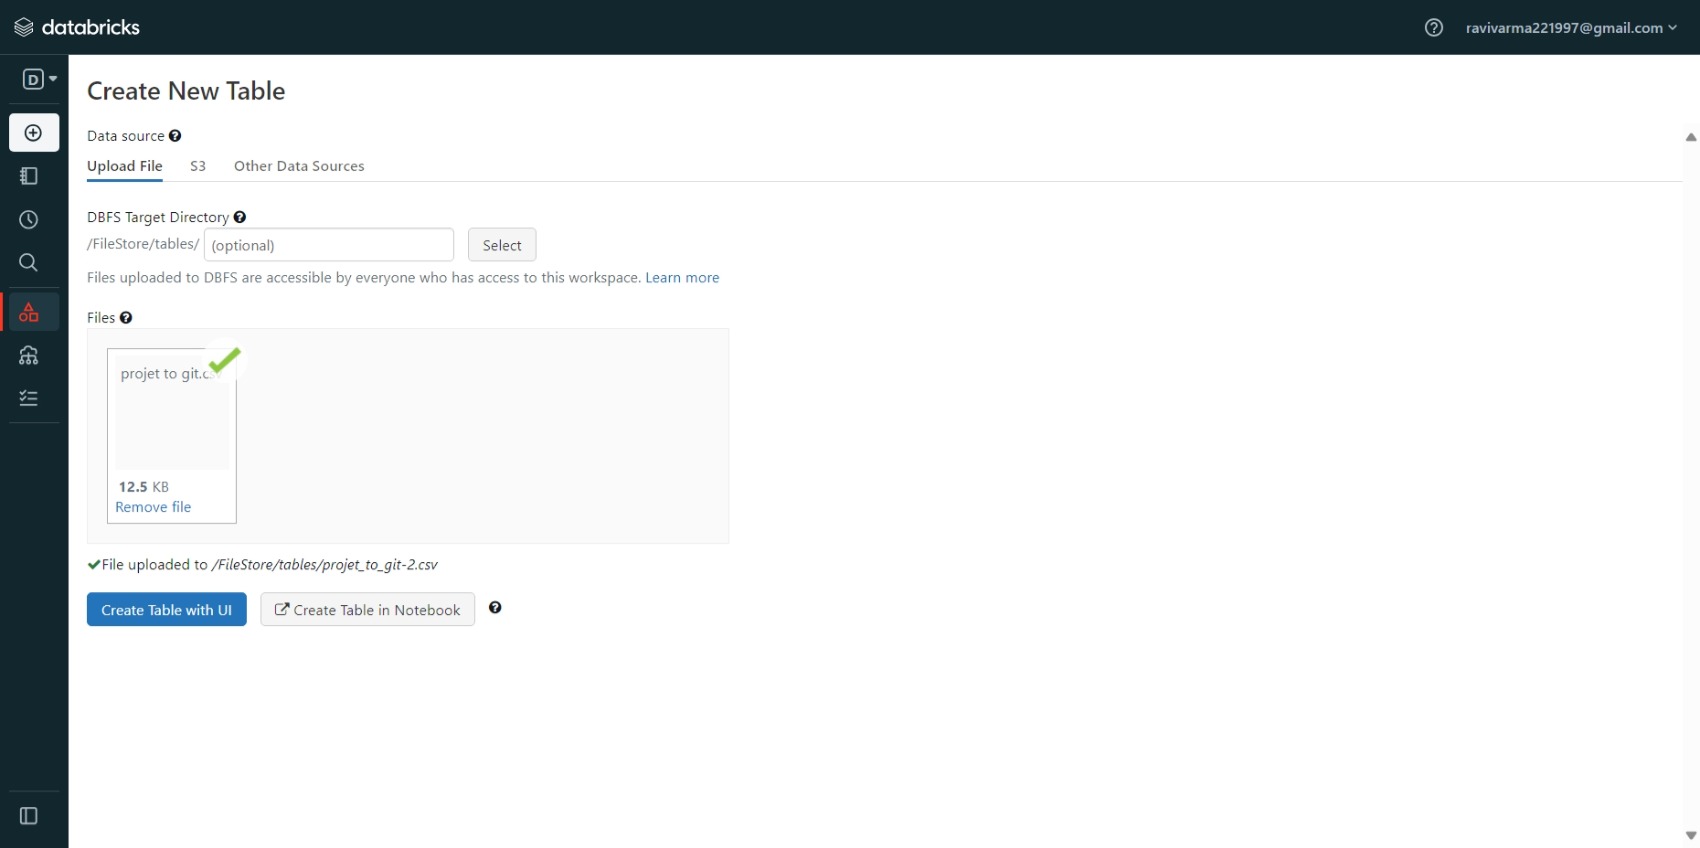 databricks
ravivarma221997@gmail.com
D
Create New Table
Data source
Upload File S3 Other Data Sources
DBFS Target Directory
/FileStore/tables/ (optional) Select
Files uploaded to DBFS are accessible by everyone who has access to this workspace. Learn more
Files
projet to git.cs
12.5 KB
Remove file
File uploaded to /FileStore/tables/projet_to_git-2.csv
Create Table with UI Create Table in Notebook